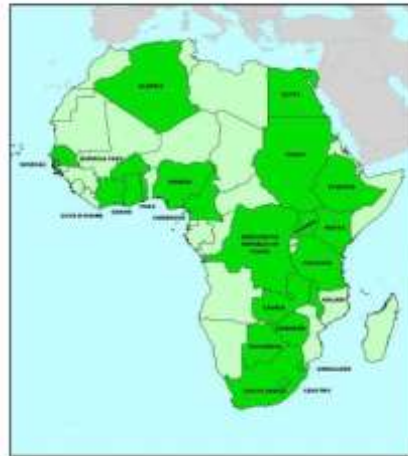 ALGERIA
EGYPT
SENEGAL
BURKINA FASO
SUDAN
NIGERIA
ETHIOPIA
COTE D'IVOIRE
GHANA
TOGO
CAMEROON
KENYA
DEMOCRATIC
REPUBLIC OF
CONGO
TANZANIA
MALAWI
ZAMBIA
ZIMBABWE
BOTSWANA
SWAZILAND
SOUTH AFRICA
LESOTHO